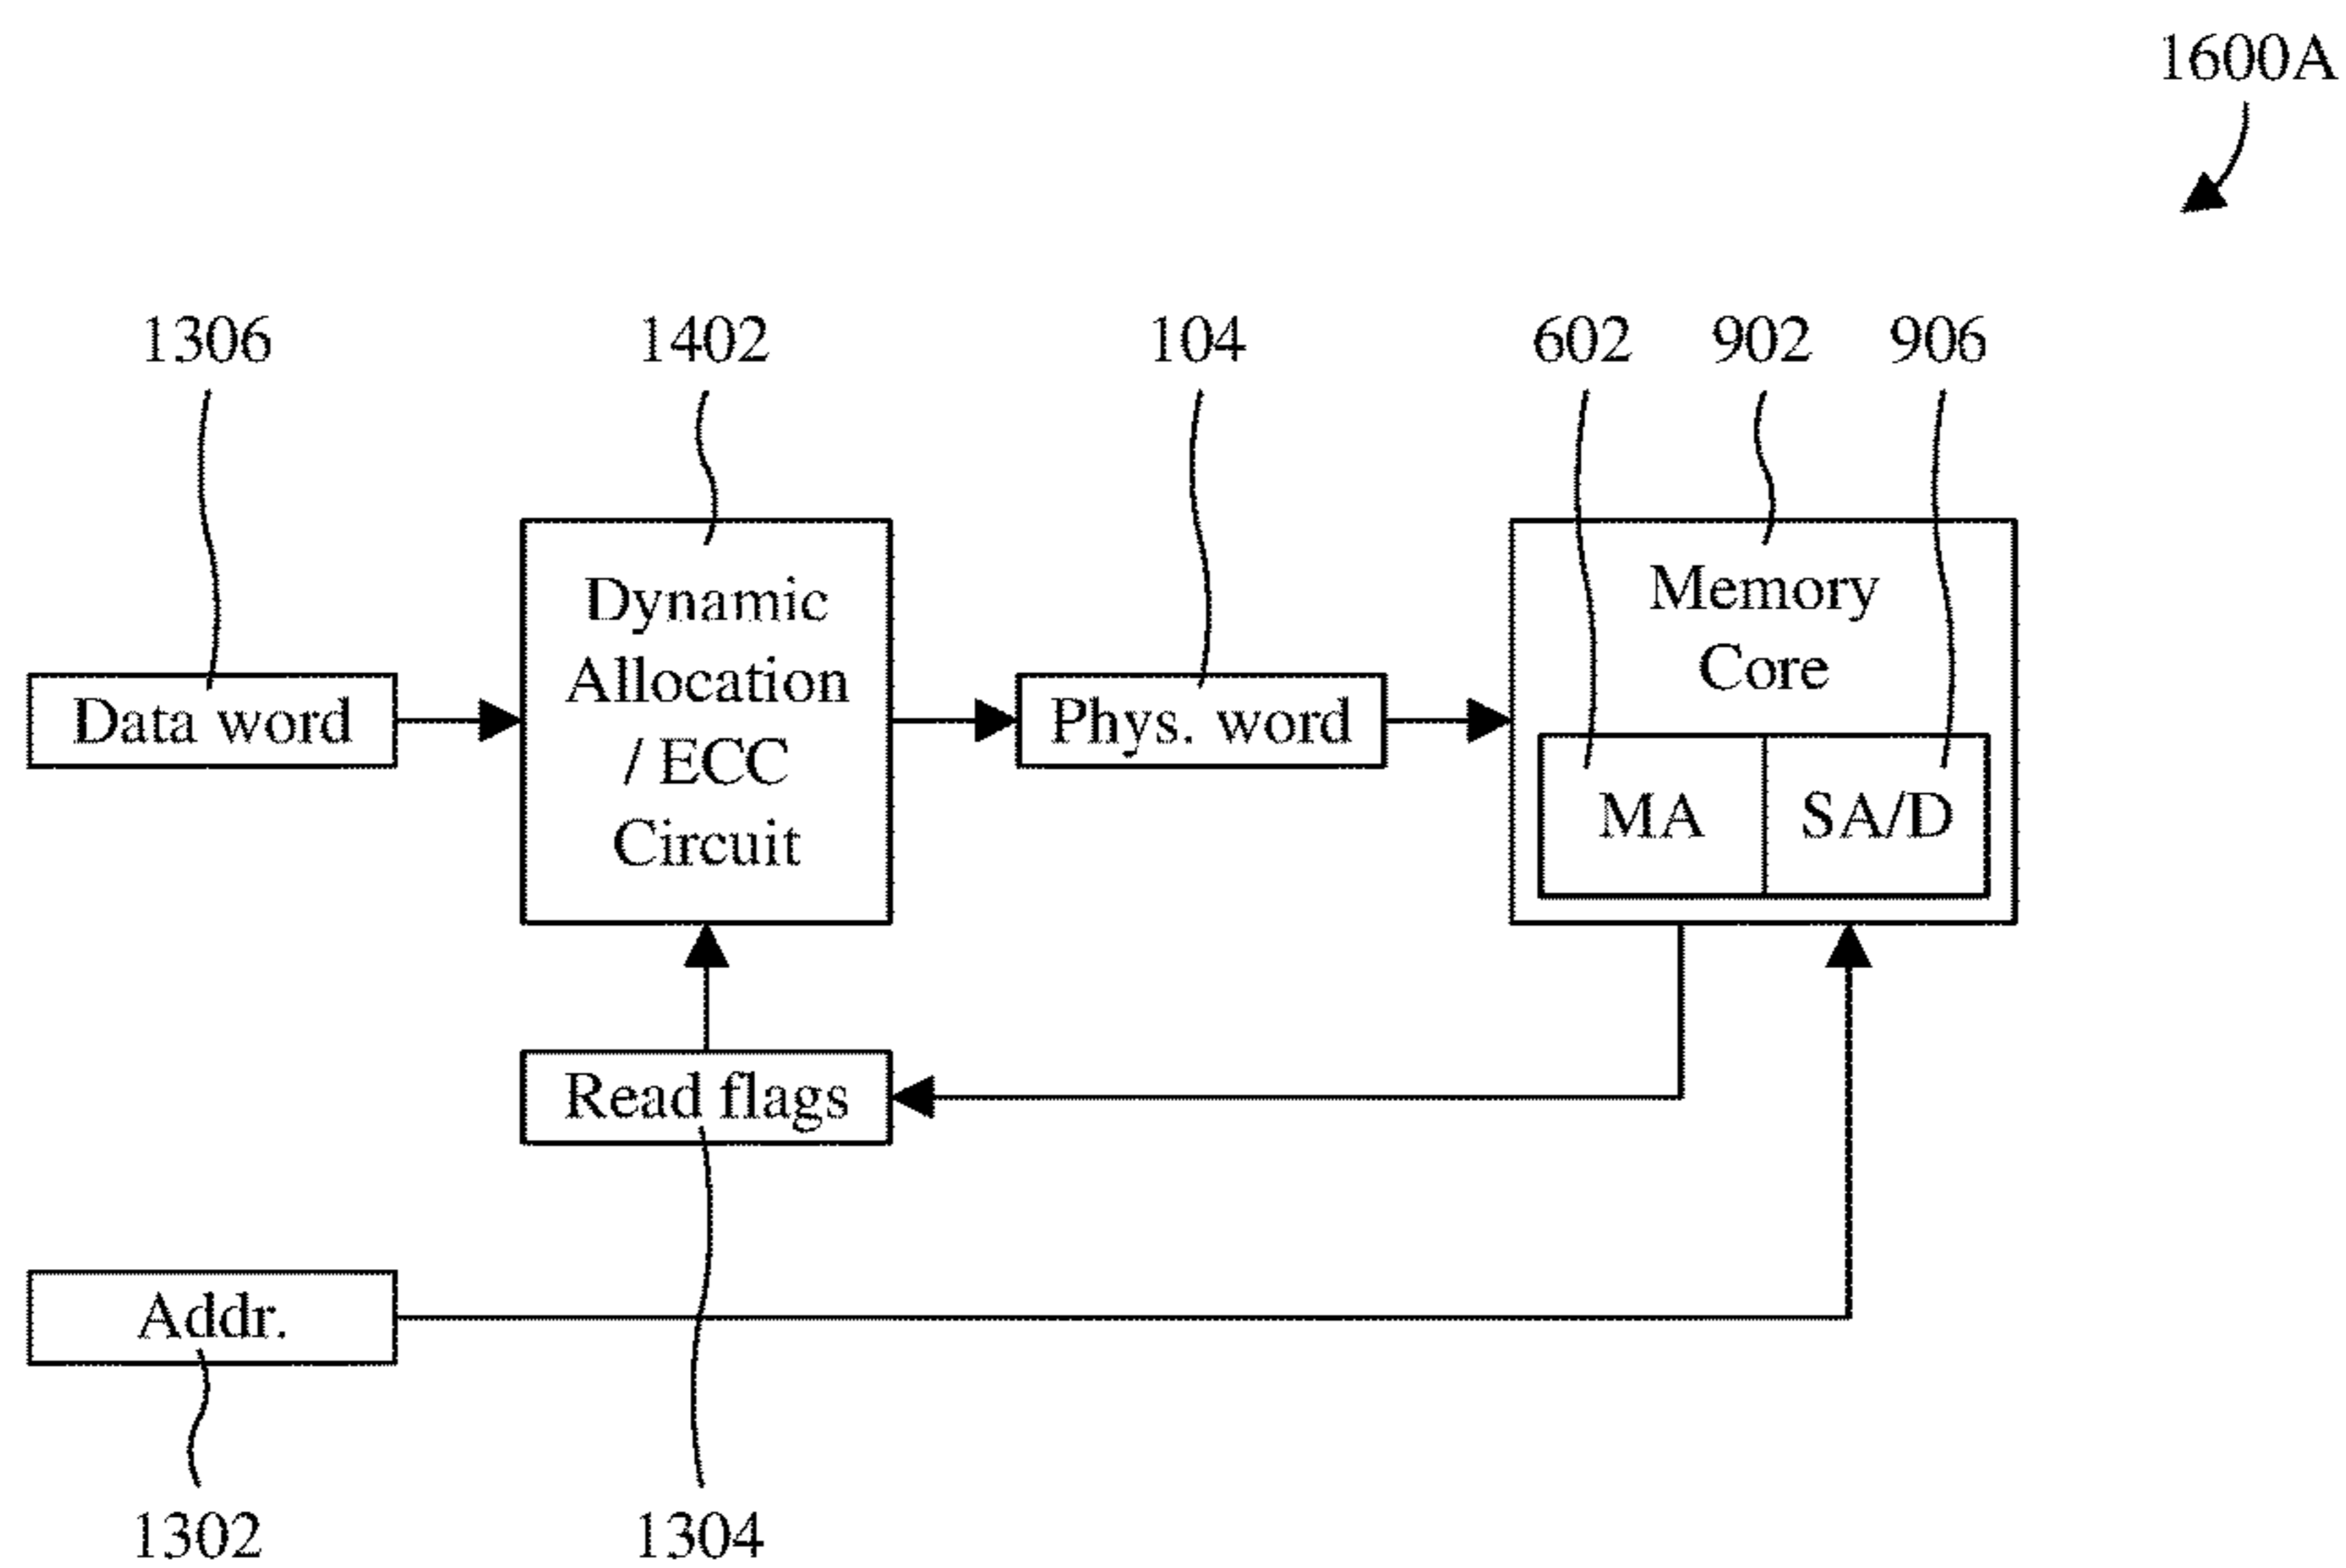 1600A
1306
1402
104
602
902
906
Data word
Dynamic
Allocation
/ ECC
Circuit
Phys. word
Memory
Core
MA
SA/D
Read flags
Addr.
1302
1304